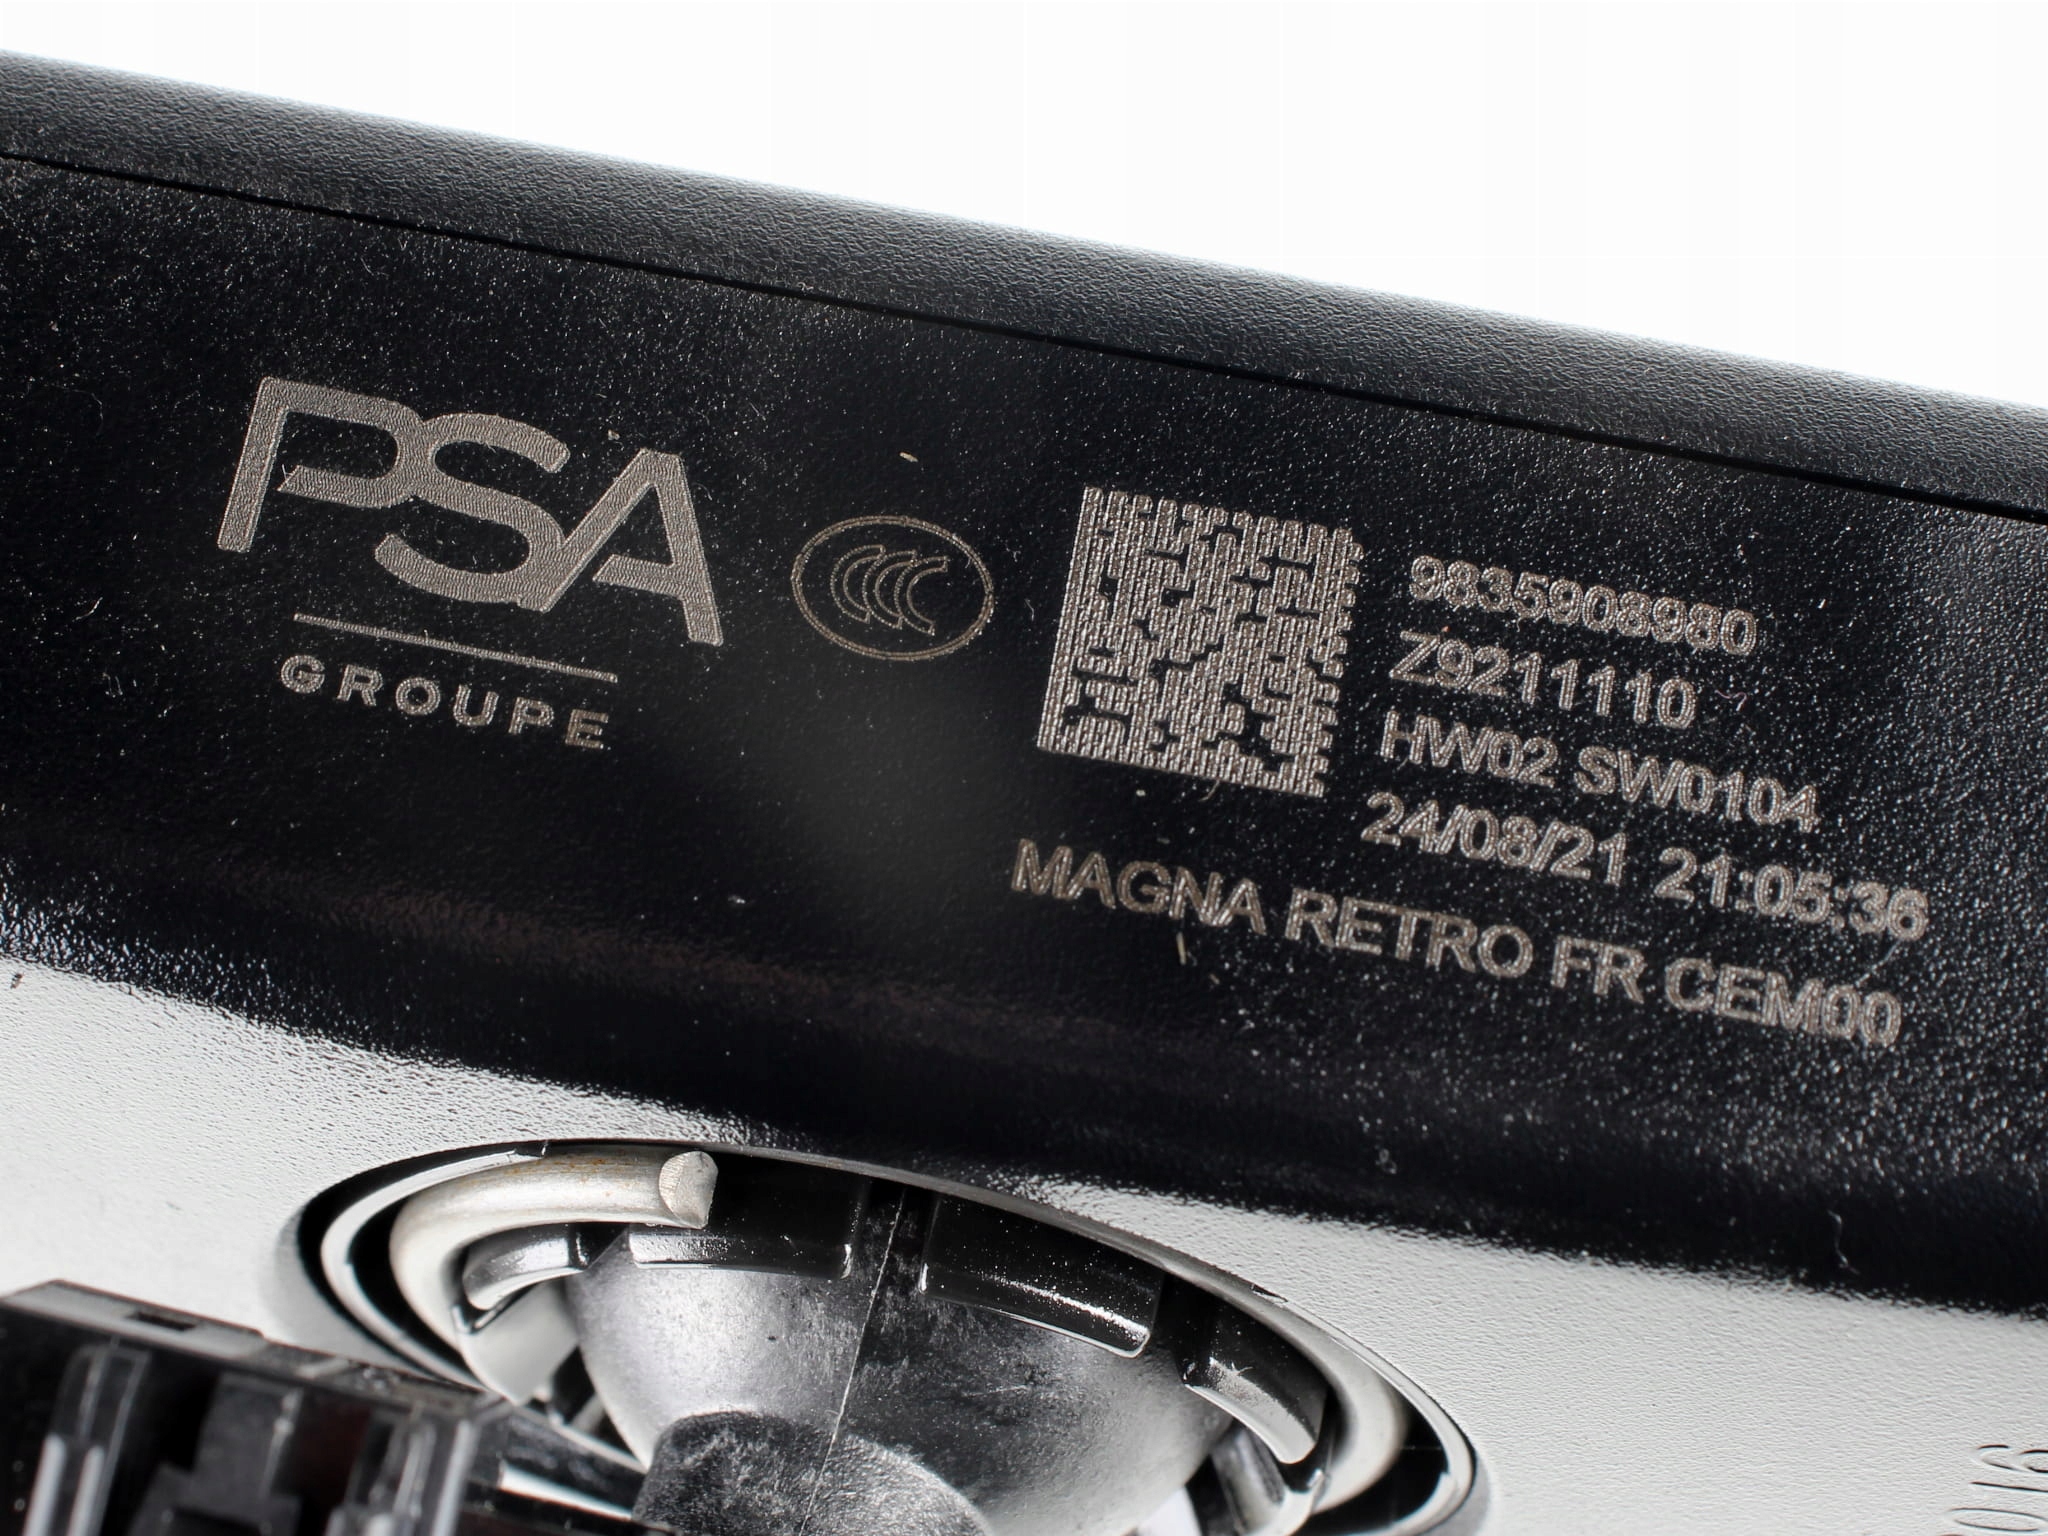 PSA
GROUPE
9835908980
Z9211110
HW02 SW0104
24/08/21 21:05:36
MAGNA RETRO FR CEM00